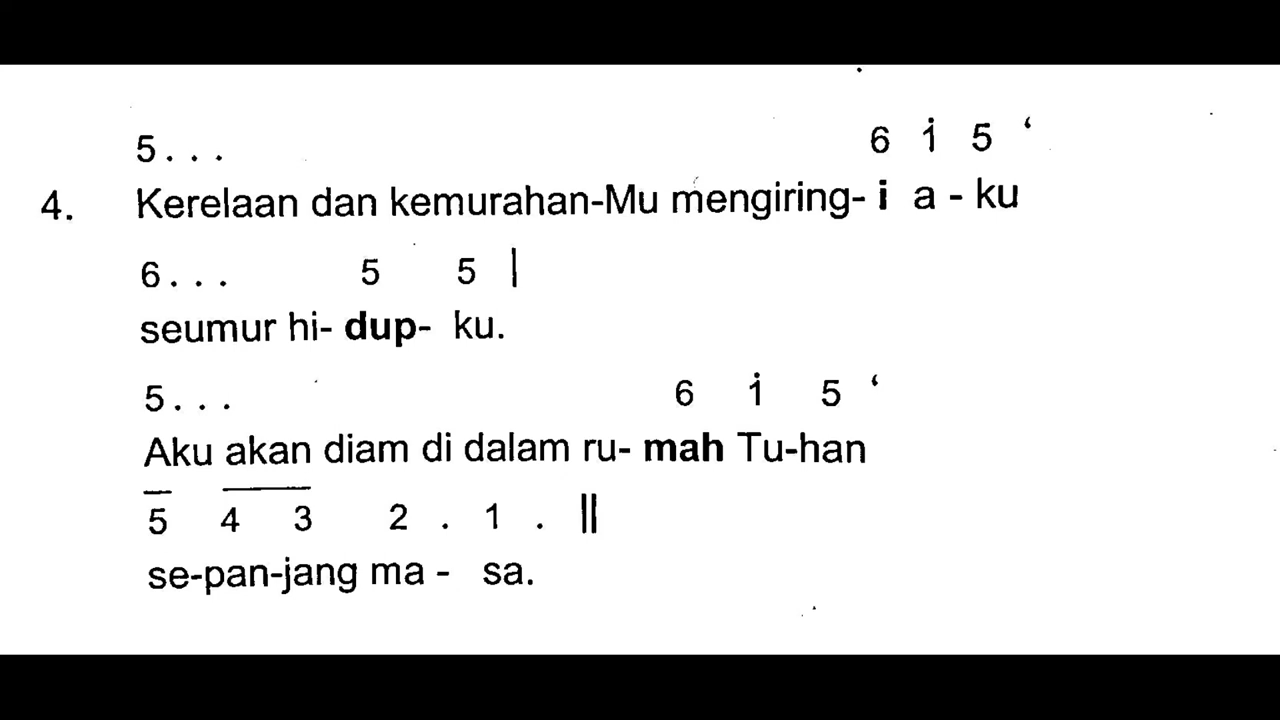 5 . . . 6 1̇ 5 ‘
4. Kerelaan dan kemurahan-Mu mengiring- i a - ku
6 . . . 5 5 |
seumur hi- dup- ku.
5 . . . 6 1̇ 5 ‘
Aku akan diam di dalam ru- mah Tu-han
5 4 3 2 . 1 . ||
se-pan-jang ma - sa.